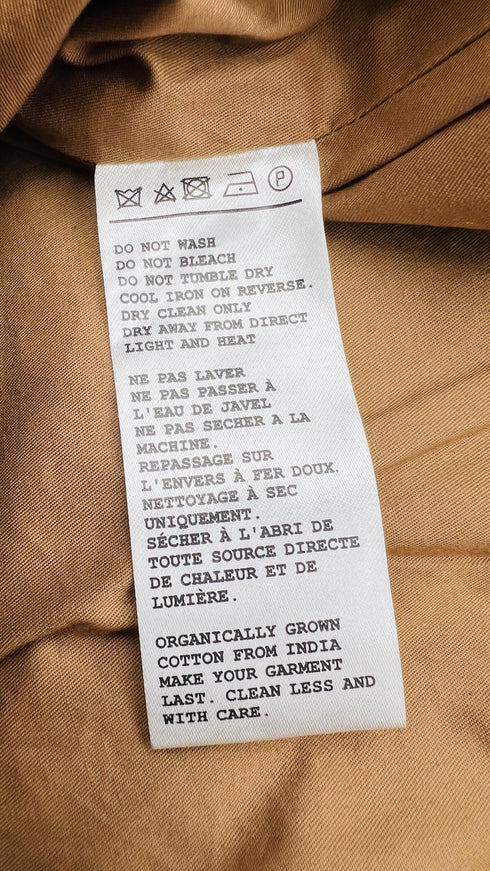 P
DO NOT WASH
DO NOT BLEACH
DO NOT TUMBLE DRY
COOL IRON ON REVERSE.
DRY CLEAN ONLY
DRY AWAY FROM DIRECT
LIGHT AND HEAT
NE PAS LAVER
NE PAS PASSER À
L'EAU DE JAVEL
NE PAS SECHER A LA
MACHINE.
REPASSAGE SUR
L'ENVERS À FER DOUX.
NETTOYAGE À SEC
UNIQUEMENT.
SÉCHER À L'ABRI DE
TOUTE SOURCE DIRECTE
DE CHALEUR ET DE
LUMIÈRE.
ORGANICALLY GROWN
COTTON FROM INDIA
MAKE YOUR GARMENT
LAST. CLEAN LESS AND
WITH CARE.